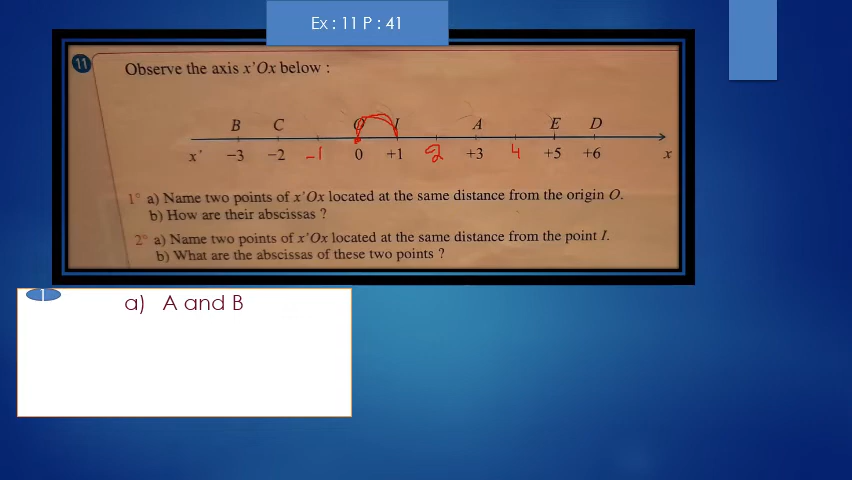 Ex : 11 P : 41
11 Observe the axis x'Ox below :
B C O I A E D
x' −3 −2 −1 0 +1 2 +3 4 +5 +6 x
1° a) Name two points of x'Ox located at the same distance from the origin O.
b) How are their abscissas ?
2° a) Name two points of x'Ox located at the same distance from the point I.
b) What are the abscissas of these two points ?
1
a) A and B